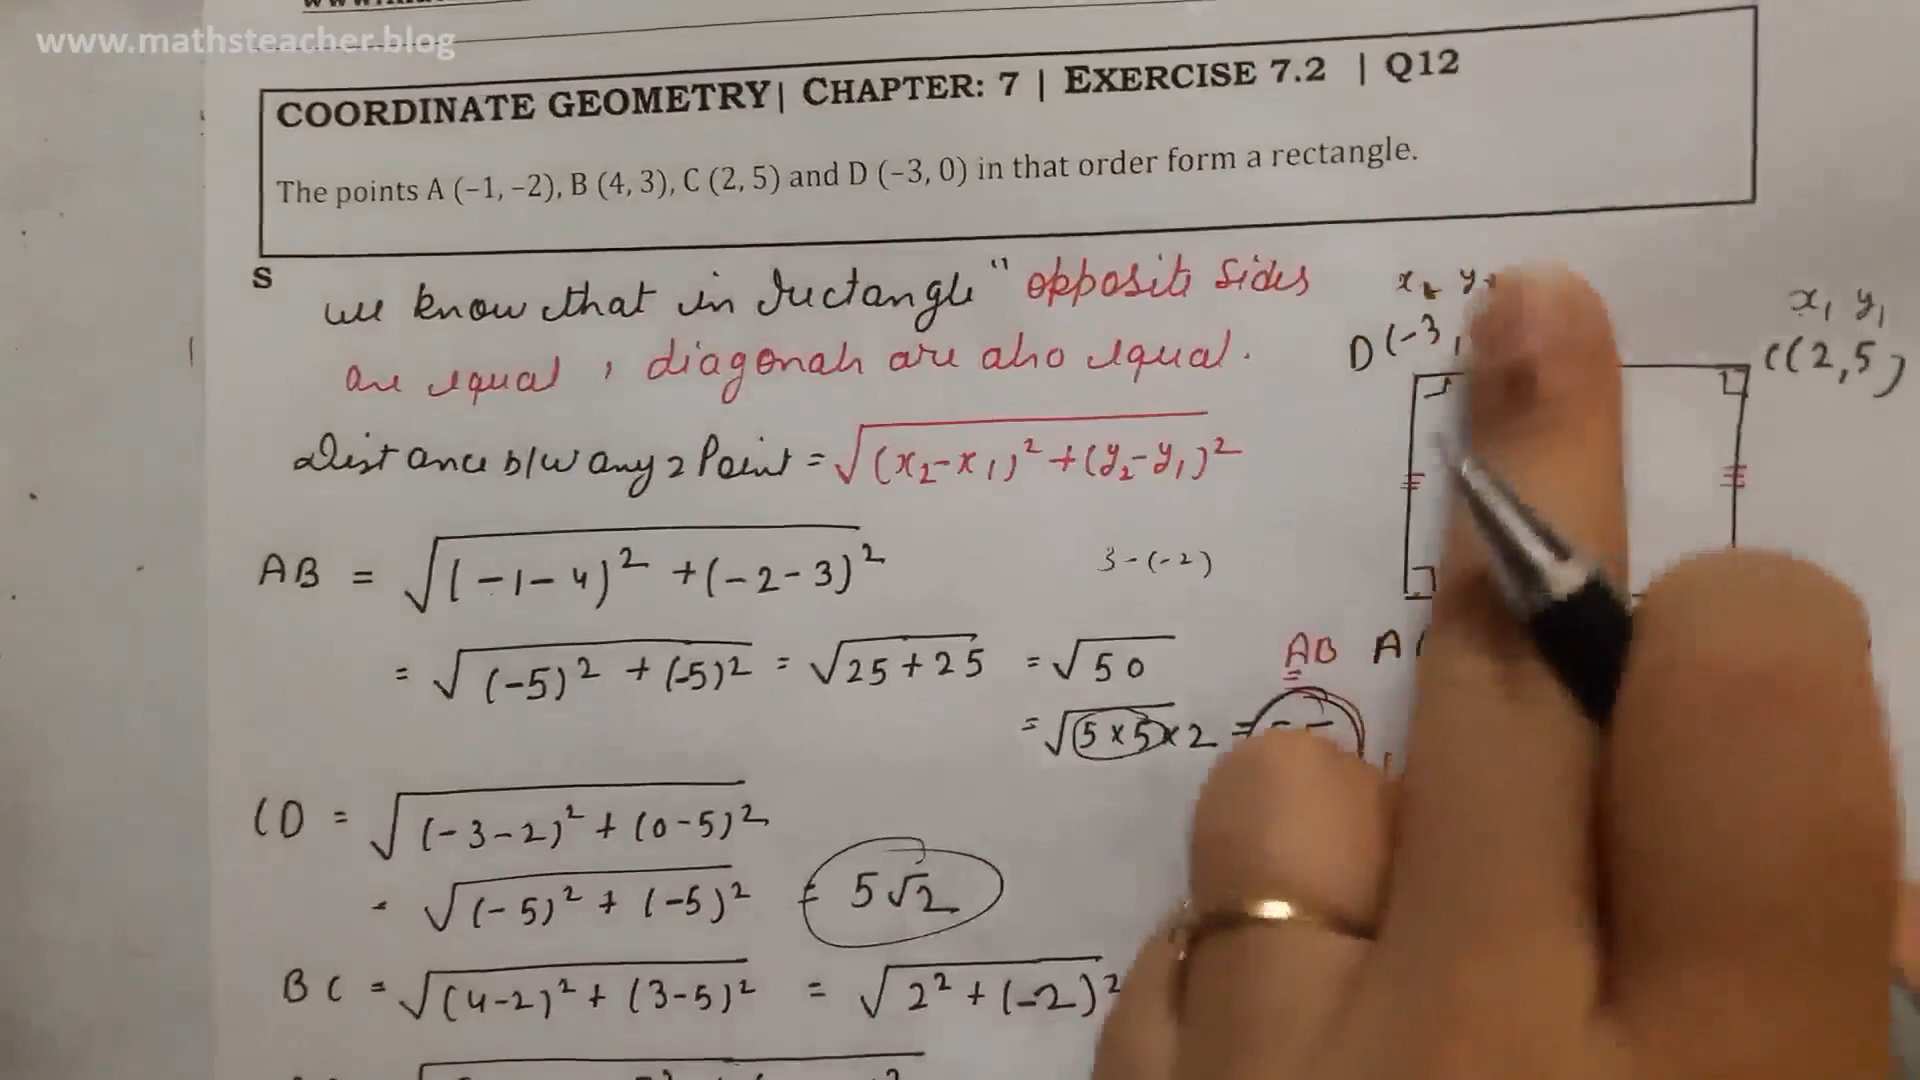 www.mathsteacher.blog
COORDINATE GEOMETRY| CHAPTER: 7 | EXERCISE 7.2 | Q12
The points A (−1, −2), B (4, 3), C (2, 5) and D (−3, 0) in that order form a rectangle.
S
we know that in rectangle "opposite sides
are equal, diagonals are also equal.
Distance b/w any 2 Point = √(x₂-x₁)² + (y₂-y₁)²
x₂ y₂
D(-3,
x₁ y₁
C(2,5)
AB = √(-1-4)² + (-2-3)²
3-(-2)
= √(-5)² + (-5)² = √25+25 = √50
= √5×5×2 =
AB
CD = √(-3-2)² + (0-5)²
= √(-5)² + (-5)² = 5√2
BC = √(4-2)² + (3-5)² = √2² + (-2)²